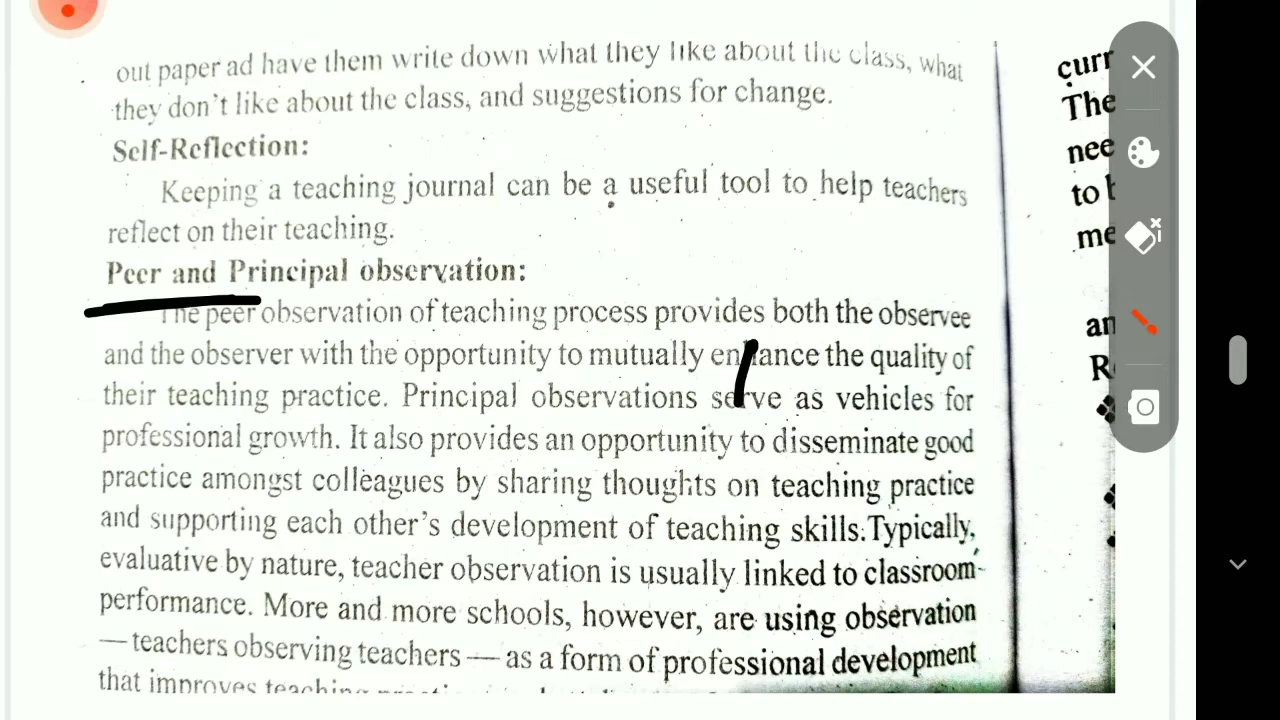 out paper ad have them write down what they like about the class, what
they don't like about the class, and suggestions for change.
Self-Reflection:
Keeping a teaching journal can be a useful tool to help teachers
reflect on their teaching.
Peer and Principal observation:
The peer observation of teaching process provides both the observee
and the observer with the opportunity to mutually enhance the quality of
their teaching practice. Principal observations serve as vehicles for
professional growth. It also provides an opportunity to disseminate good
practice amongst colleagues by sharing thoughts on teaching practice
and supporting each other's development of teaching skills. Typically,
evaluative by nature, teacher observation is usually linked to classroom
performance. More and more schools, however, are using observation
— teachers observing teachers — as a form of professional development
that improves teaching
curr
The
nee
to
me
an